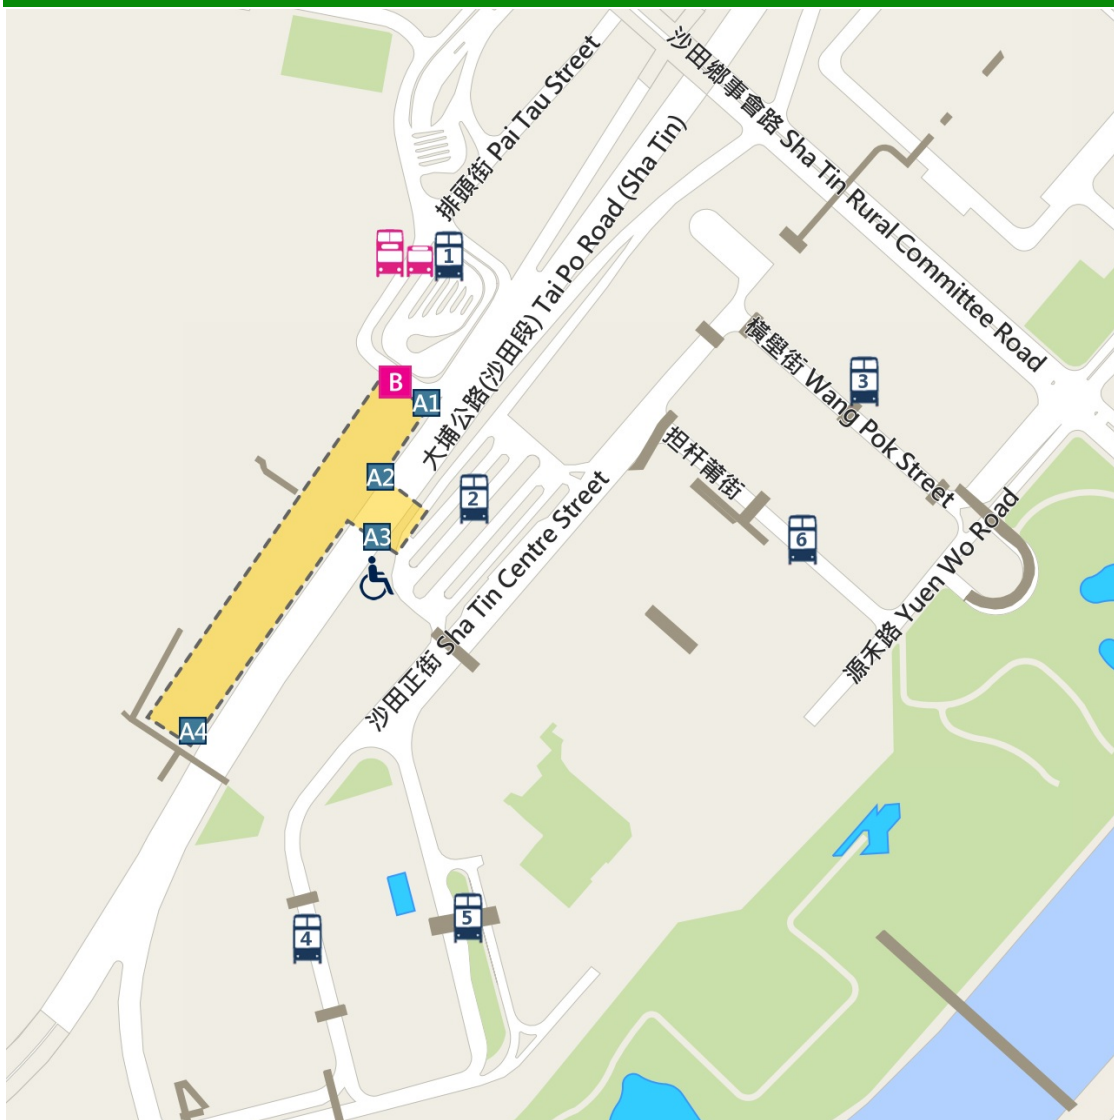 沙田鄉事會路 Sha Tin Rural Committee Road
排頭街 Pai Tau Street
大埔公路(沙田段) Tai Po Road (Sha Tin)
1
橫壆街 Wang Pok Street
3
B
A1
担杆莆街
A2
2
A3
6
沙田正街 Sha Tin Centre Street
源禾路 Yuen Wo Road
A4
5
4